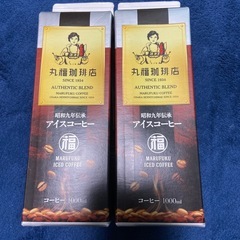 丸福珈琲店
SINCE 1934
AUTHENTIC BLEND
MARUFUKU COFFEE
昭和九年伝承
アイスコーヒー
福
MARUFUKU
ICED COFFEE
コーヒー 1000ml
丸福珈琲店
SINCE 1934
AUTHENTIC BLEND
MARUFUKU COFFEE
昭和九年伝承
アイスコーヒー
福
MARUFUKU
ICED COFFEE
コーヒー 1000ml